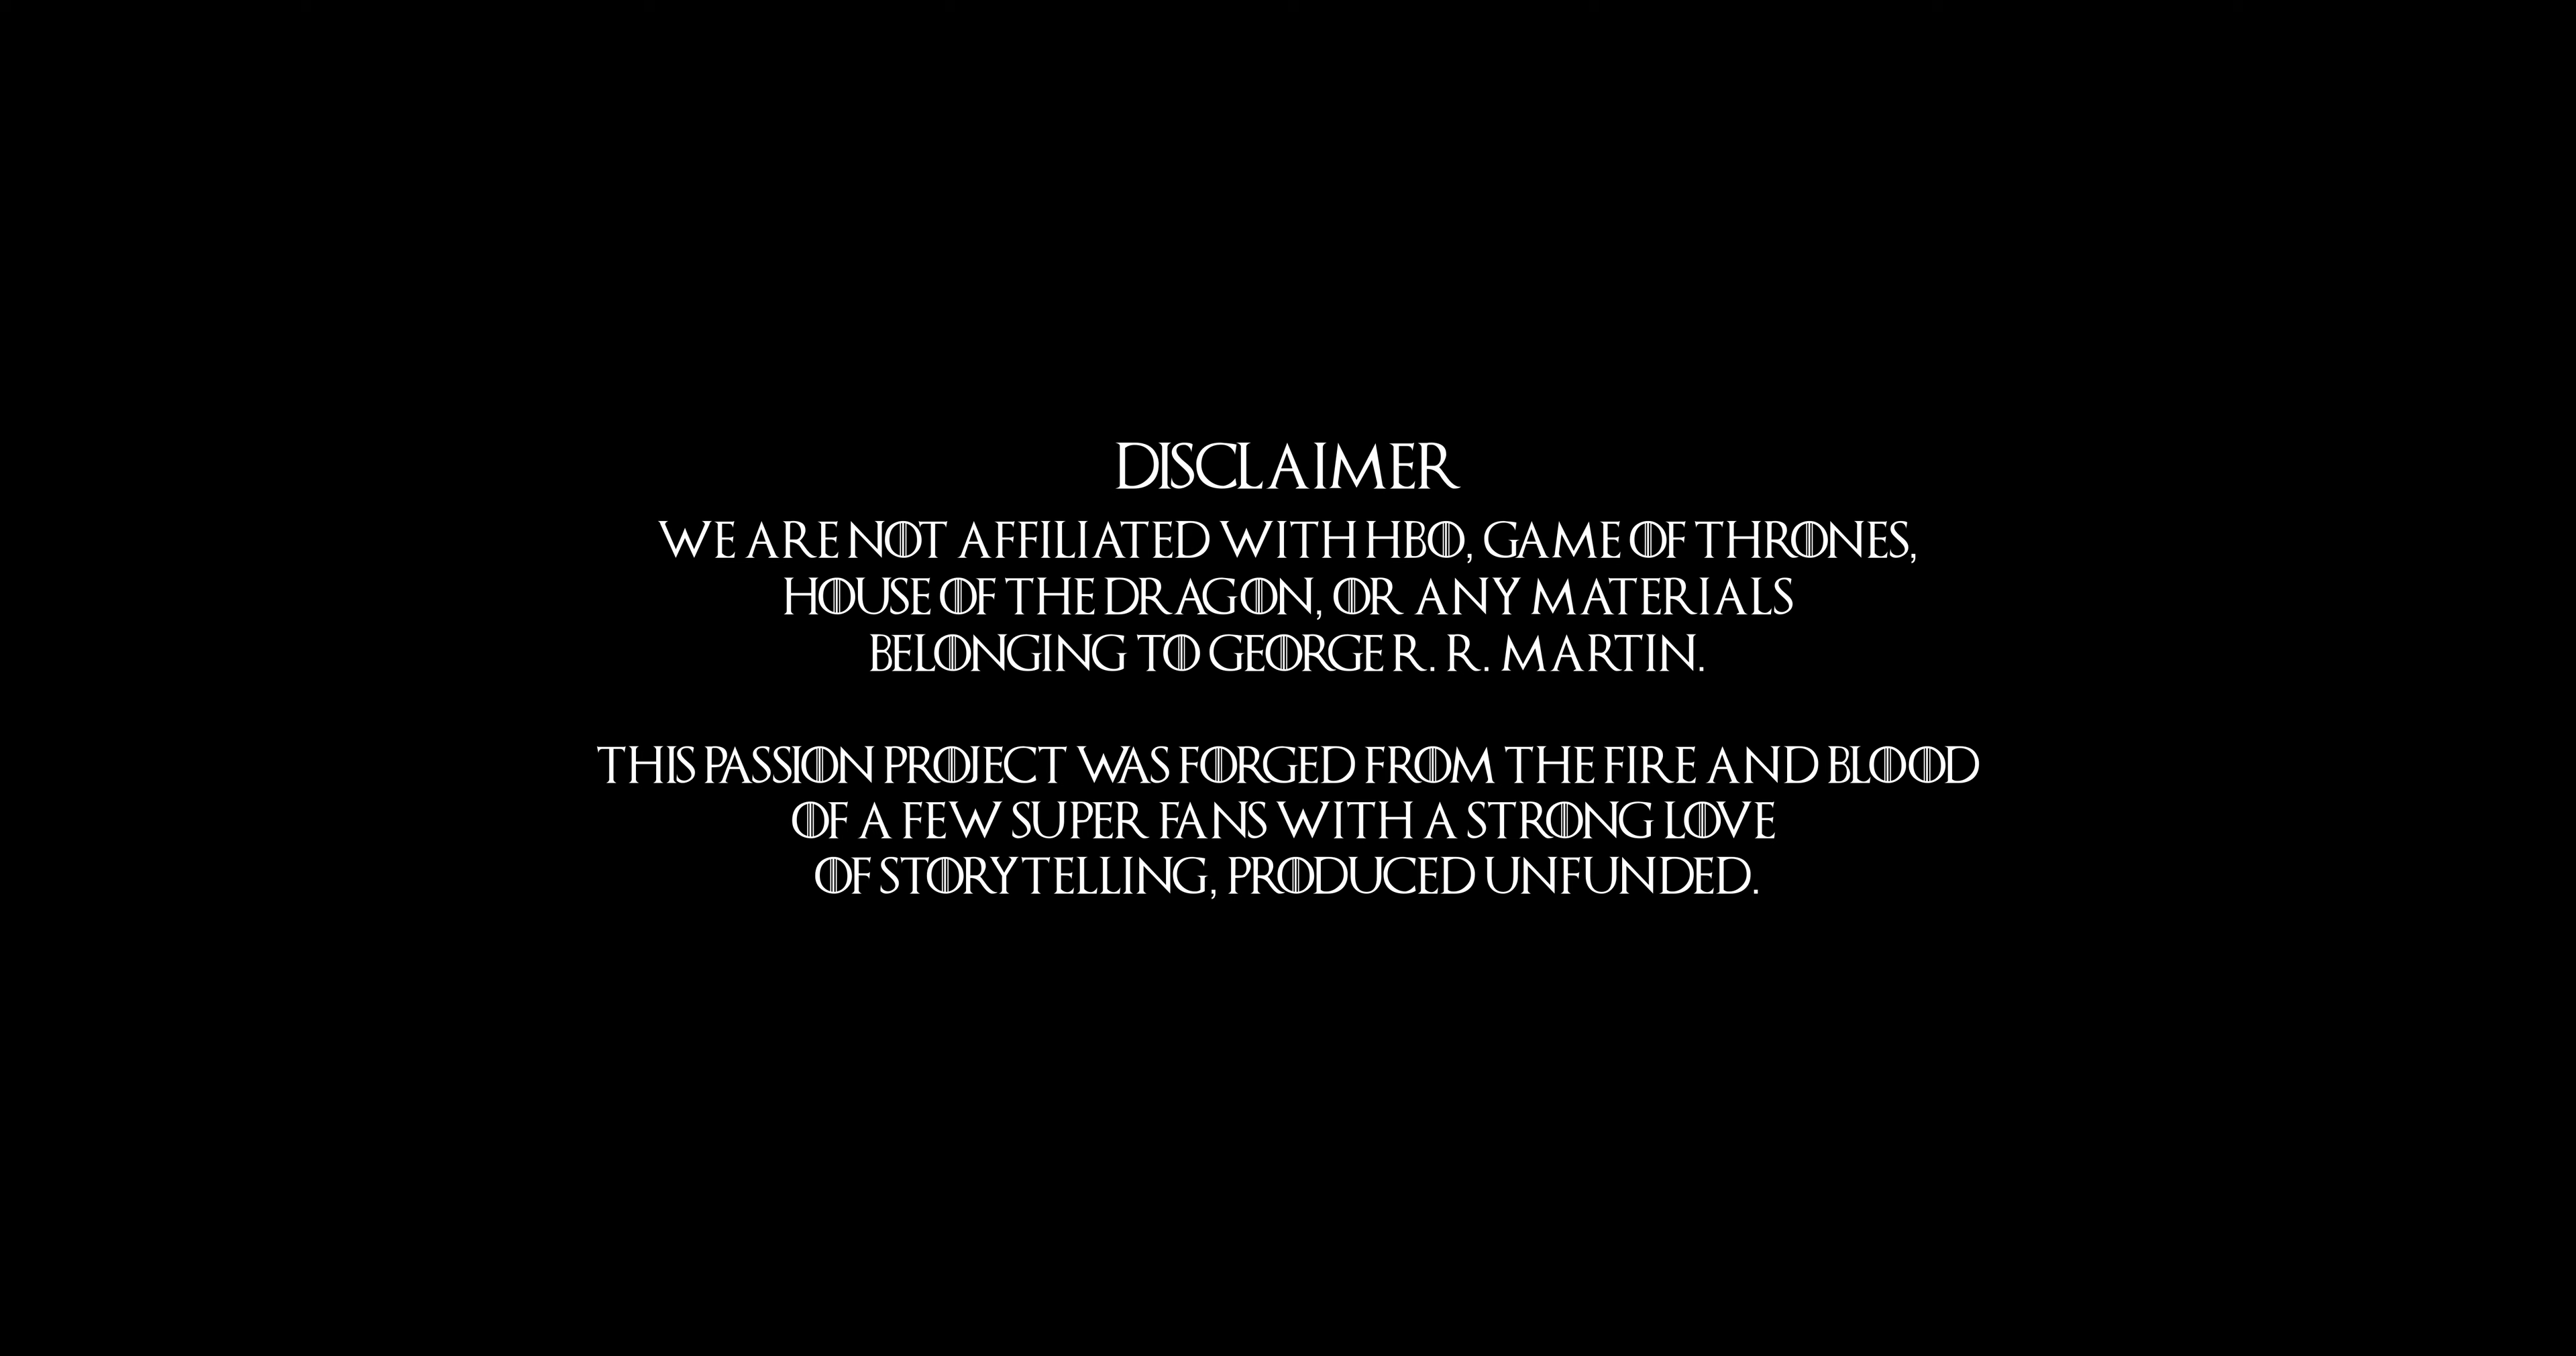 DISCLAIMER
WE ARE NOT AFFILIATED WITH HBO, GAME OF THRONES,
HOUSE OF THE DRAGON, OR ANY MATERIALS
BELONGING TO GEORGE R. R. MARTIN.
THIS PASSION PROJECT WAS FORGED FROM THE FIRE AND BLOOD
OF A FEW SUPER FANS WITH A STRONG LOVE
OF STORYTELLING, PRODUCED UNFUNDED.